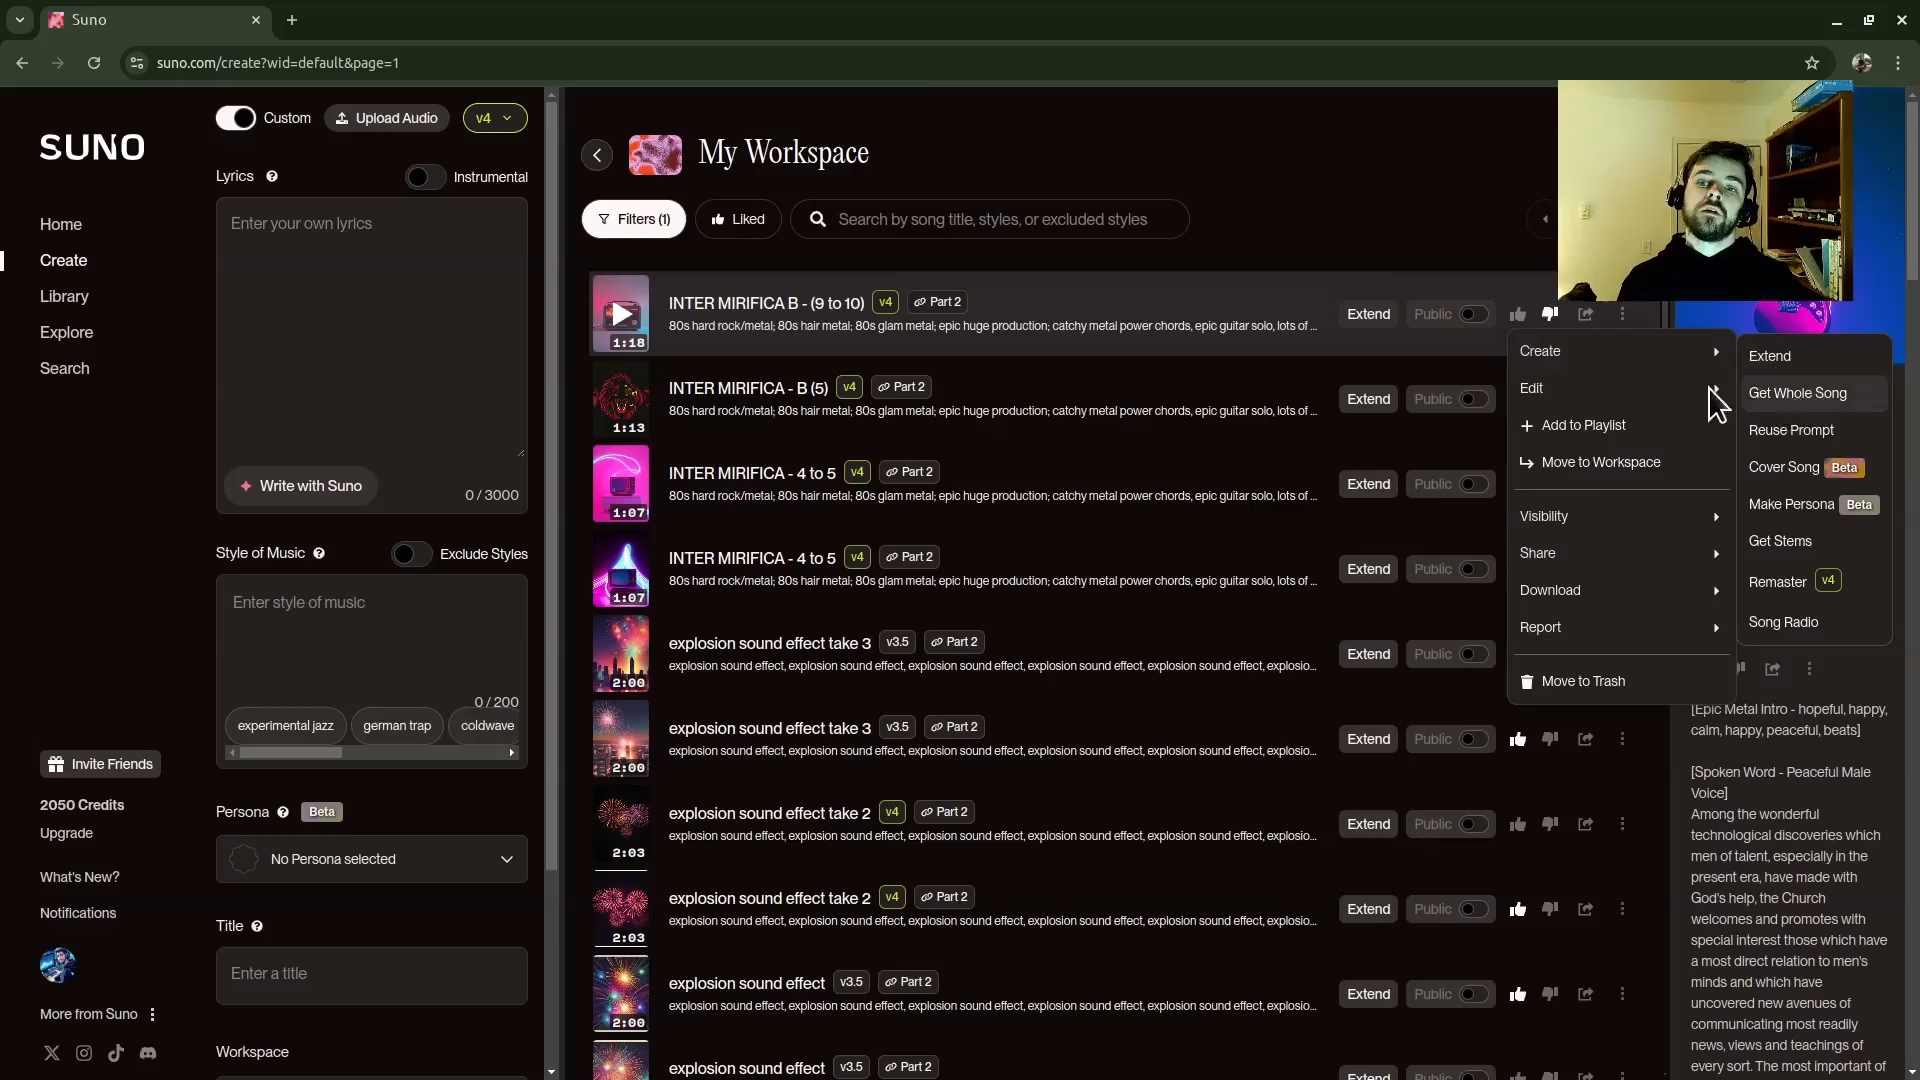 Suno
suno.com/create?wid=default&page=1
SUNO
Home
Create
Library
Explore
Search
Invite Friends
2050 Credits
Upgrade
What's New?
Notifications
More from Suno
Custom
Upload Audio
v4
Lyrics
Instrumental
Enter your own lyrics
Write with Suno
0 / 3000
Style of Music
Exclude Styles
Enter style of music
0 / 200
experimental jazz
german trap
coldwave
Persona
Beta
No Persona selected
Title
Enter a title
Workspace
My Workspace
Filters (1)
Liked
Search by song title, styles, or excluded styles
INTER MIRIFICA B - (9 to 10) v4 Part 2
80s hard rock/metal; 80s hair metal; 80s glam metal; epic huge production; catchy metal power chords, epic guitar solo, lots of ...
1:18
Extend
Public
INTER MIRIFICA - B (5) v4 Part 2
80s hard rock/metal; 80s hair metal; 80s glam metal; epic huge production; catchy metal power chords, epic guitar solo, lots of ...
1:13
Extend
Public
INTER MIRIFICA - 4 to 5 v4 Part 2
80s hard rock/metal; 80s hair metal; 80s glam metal; epic huge production; catchy metal power chords, epic guitar solo, lots of ...
1:07
Extend
Public
INTER MIRIFICA - 4 to 5 v4 Part 2
80s hard rock/metal; 80s hair metal; 80s glam metal; epic huge production; catchy metal power chords, epic guitar solo, lots of ...
1:07
Extend
Public
explosion sound effect take 3 v3.5 Part 2
explosion sound effect, explosion sound effect, explosion sound effect, explosion sound effect, explosion sound effect, explosio...
2:00
Extend
Public
explosion sound effect take 3 v3.5 Part 2
explosion sound effect, explosion sound effect, explosion sound effect, explosion sound effect, explosion sound effect, explosio...
2:00
Extend
Public
explosion sound effect take 2 v4 Part 2
explosion sound effect, explosion sound effect, explosion sound effect, explosion sound effect, explosion sound effect, explosio...
2:03
Extend
Public
explosion sound effect take 2 v4 Part 2
explosion sound effect, explosion sound effect, explosion sound effect, explosion sound effect, explosion sound effect, explosio...
2:03
Extend
Public
explosion sound effect v3.5 Part 2
explosion sound effect, explosion sound effect, explosion sound effect, explosion sound effect, explosion sound effect, explosio...
2:00
Extend
Public
explosion sound effect v3.5 Part 2
Extend
Public
Create
Edit
Add to Playlist
Move to Workspace
Visibility
Share
Download
Report
Move to Trash
Extend
Get Whole Song
Reuse Prompt
Cover Song Beta
Make Persona Beta
Get Stems
Remaster v4
Song Radio
[Epic Metal Intro - hopeful, happy,
calm, happy, peaceful, beats]
[Spoken Word - Peaceful Male
Voice]
Among the wonderful
technological discoveries which
men of talent, especially in the
present era, have made with
God's help, the Church
welcomes and promotes with
special interest those which have
a most direct relation to men's
minds and which have
uncovered new avenues of
communicating most readily
news, views and teachings of
every sort. The most important of